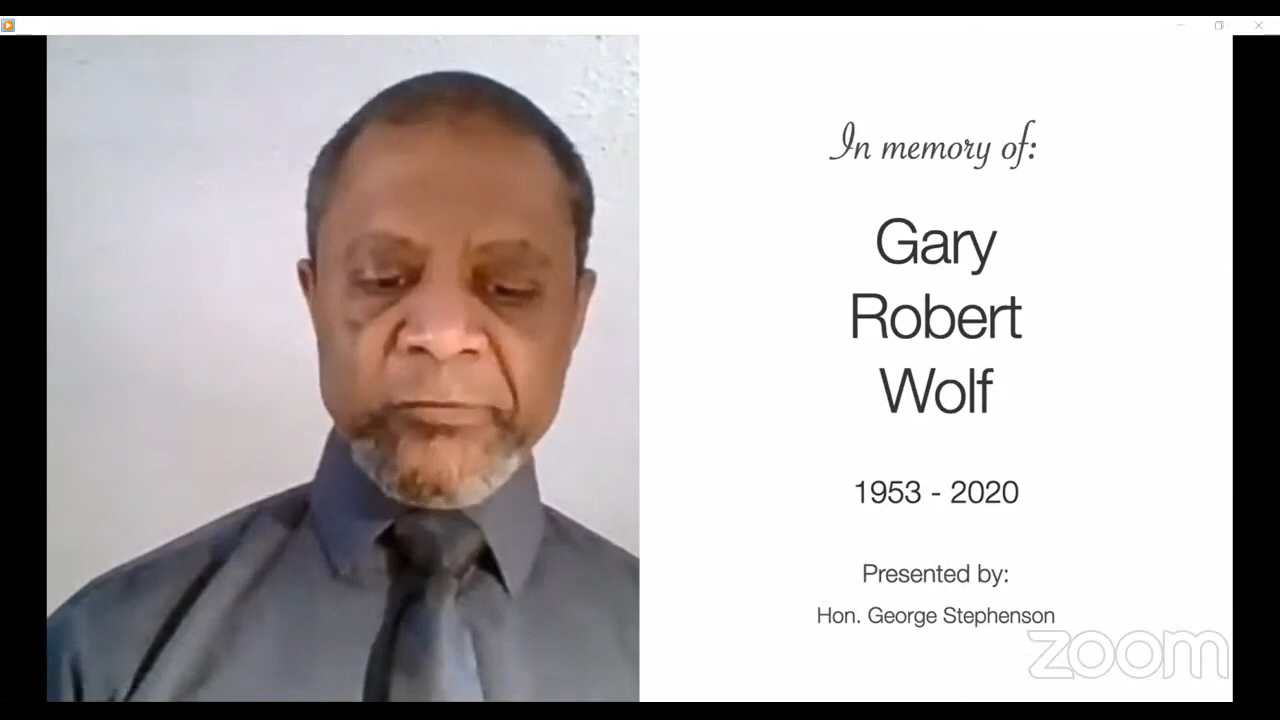 In memory of:
Gary
Robert
Wolf
1953 - 2020
Presented by:
Hon. George Stephenson
zoom